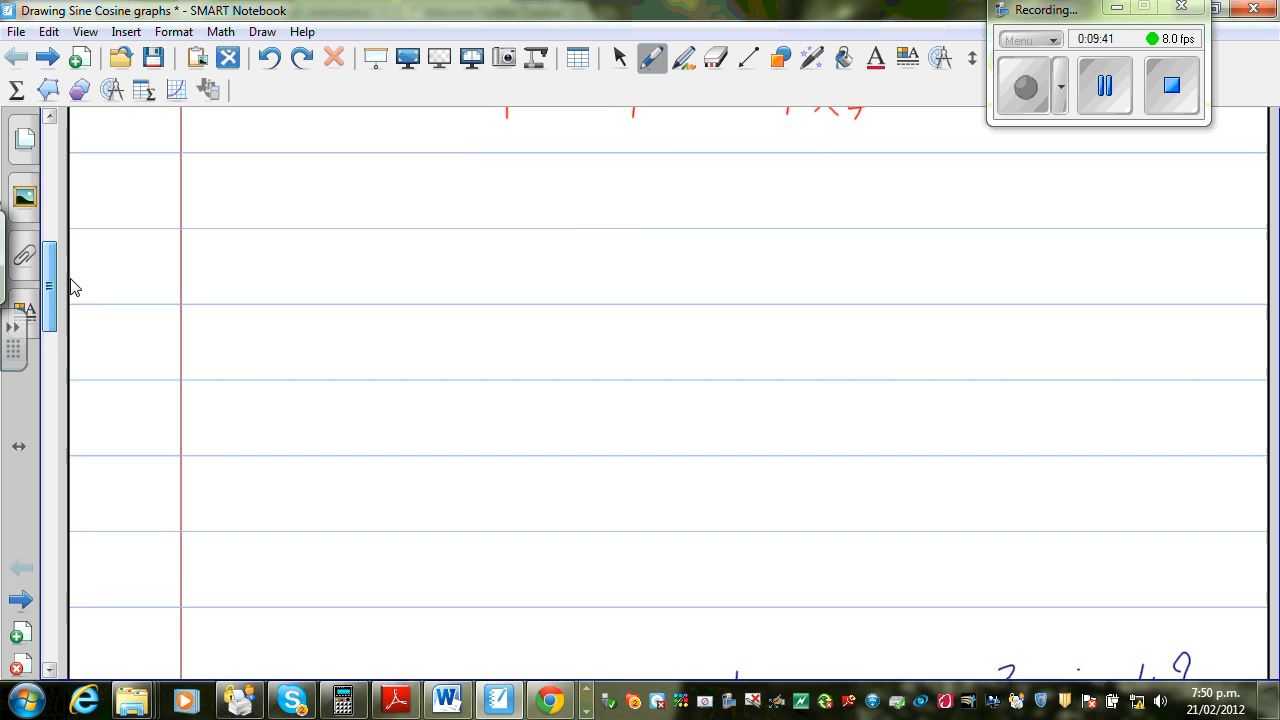 Drawing Sine Cosine graphs * - SMART Notebook
Recording...
File Edit View Insert Format Math Draw Help
Menu 0:09:41 8.0 fps
7:50 p.m.
21/02/2012